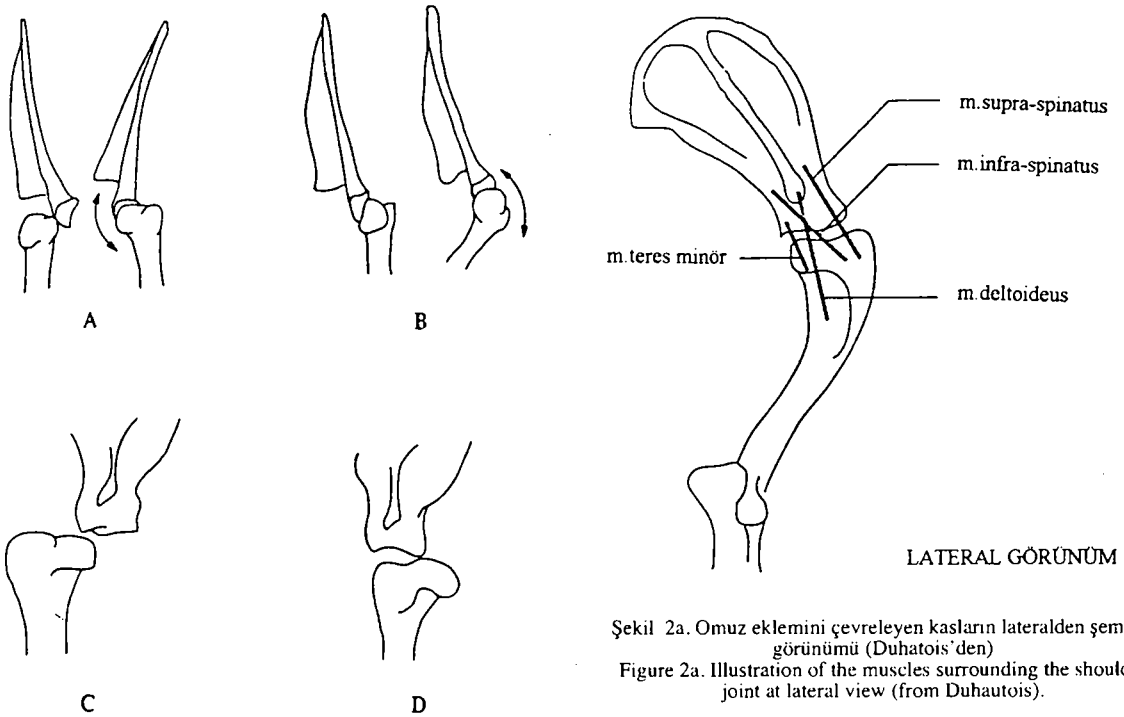 A
B
C
D
m.supra-spinatus
m.infra-spinatus
m.teres minör
m.deltoideus
LATERAL GÖRÜNÜM
Şekil 2a. Omuz eklemini çevreleyen kasların lateralden şem
görünümü (Duhatois'den)
Figure 2a. Illustration of the muscles surrounding the should
joint at lateral view (from Duhautois).